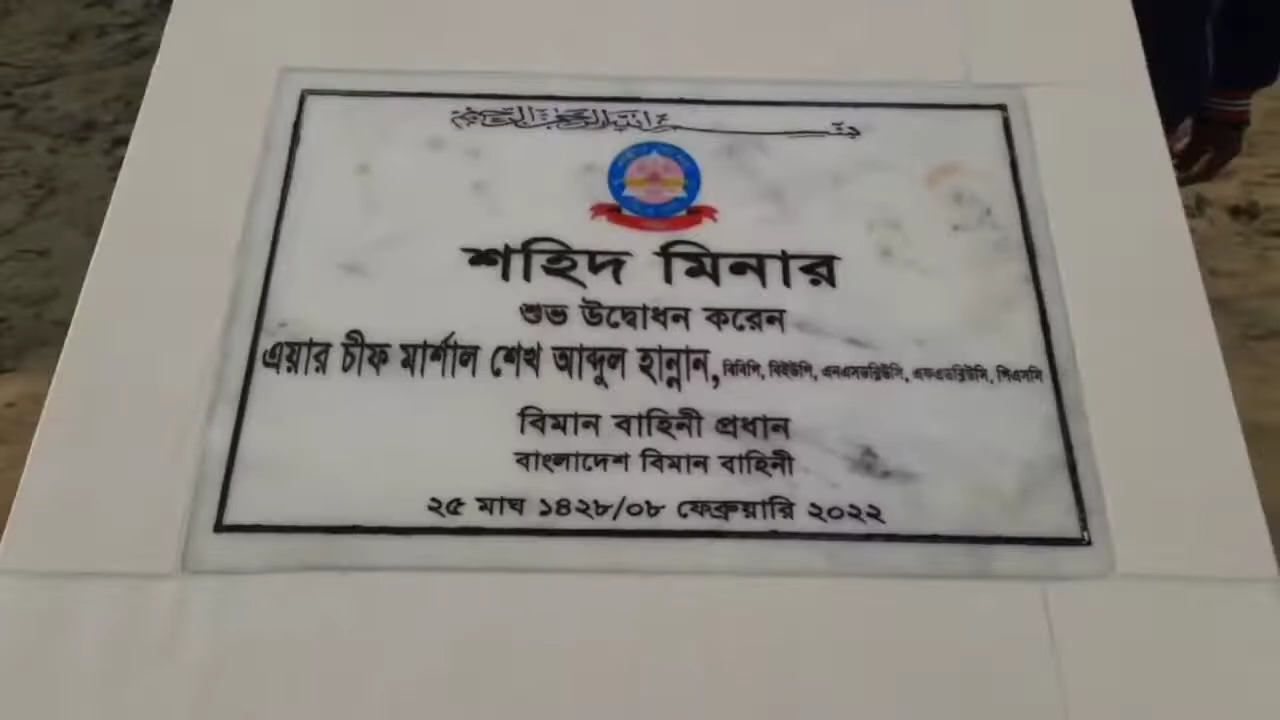 بسم الله الرحمن الرحيم
শহিদ মিনার
শুভ উদ্বোধন করেন
এয়ার চীফ মার্শাল শেখ আব্দুল হান্নান, বিবিপি, বিইউপি, এনএসডব্লিউসি, এফএডব্লিউসি, পিএসসি
বিমান বাহিনী প্রধান
বাংলাদেশ বিমান বাহিনী
২৫ মাঘ ১৪২৮/০৮ ফেব্রুয়ারি ২০২২